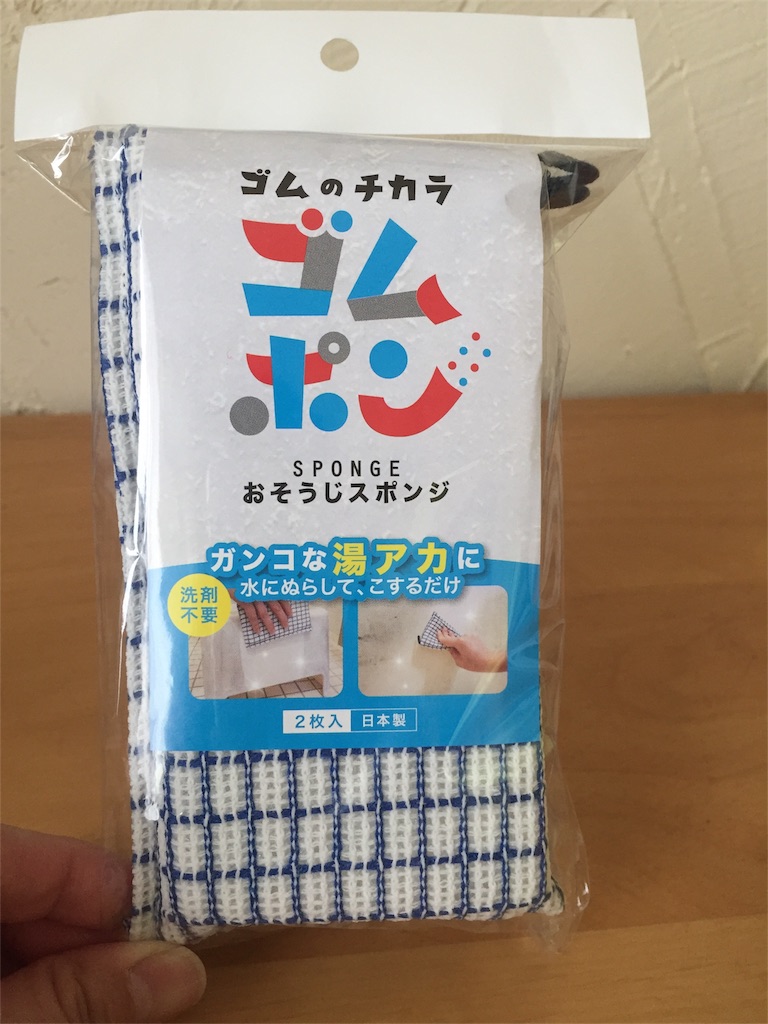 ゴムのチカラ
ゴム
ポン
SPONGE
おそうじスポンジ
ガンコな湯アカに
水にぬらして、こするだけ
洗剤
不要
2枚入 日本製